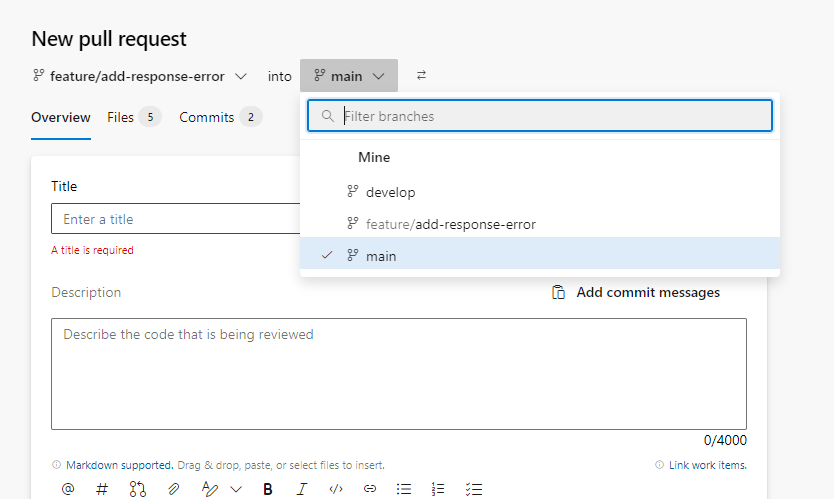 New pull request
feature/add-response-error into main
Overview Files 5 Commits 2
Filter branches
Mine
develop
feature/add-response-error
main
Title
Enter a title
A title is required
Description Add commit messages
Describe the code that is being reviewed
0/4000
Markdown supported. Drag & drop, paste, or select files to insert. Link work items.
@ # B I </>